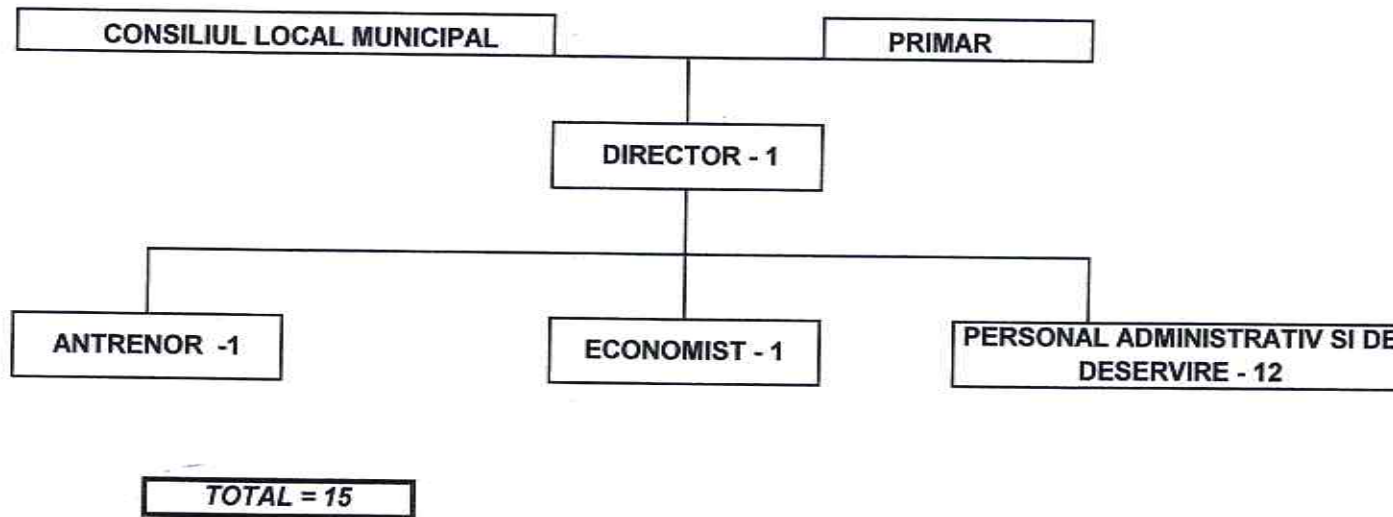 CONSILIUL LOCAL MUNICIPAL
PRIMAR
DIRECTOR - 1
ANTRENOR -1
ECONOMIST - 1
PERSONAL ADMINISTRATIV SI DE
DESERVIRE - 12
TOTAL = 15